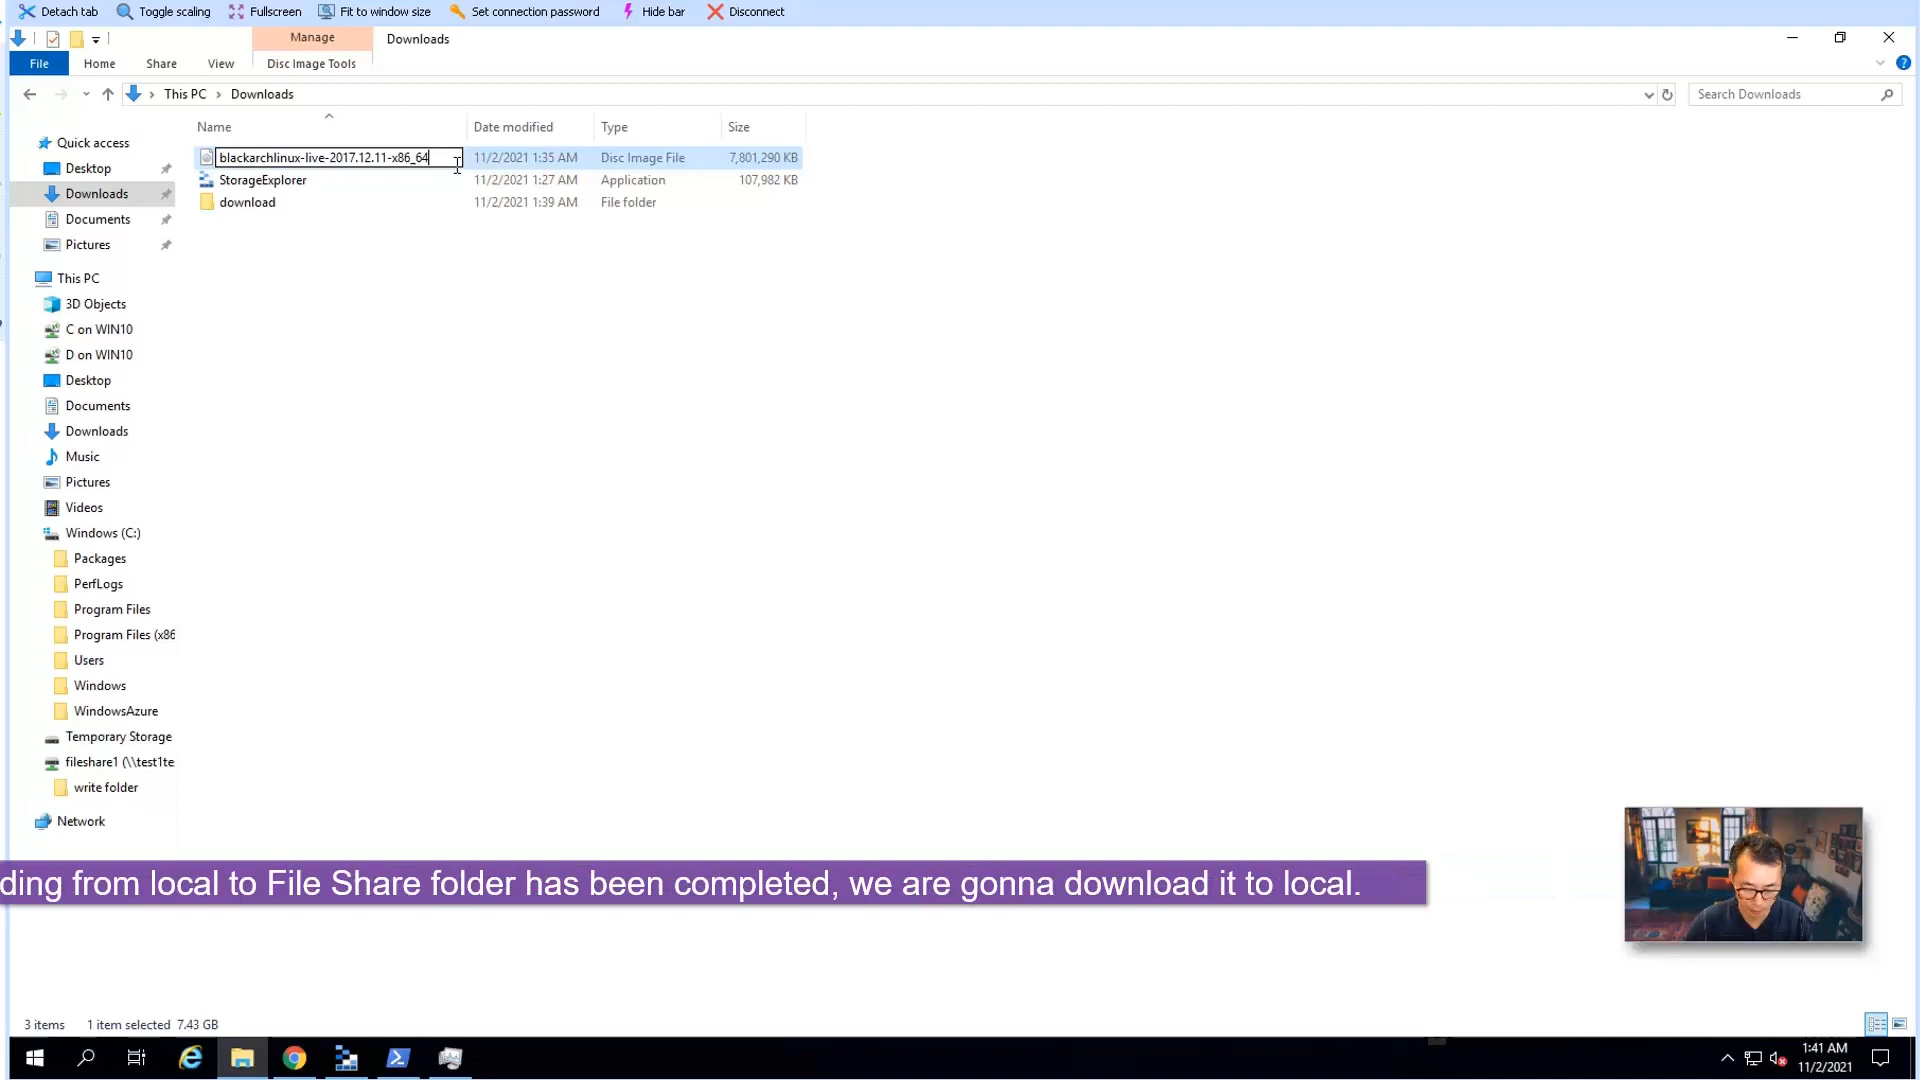 Detach tab Toggle scaling Fullscreen Fit to window size Set connection password Hide bar Disconnect
Manage Downloads
File Home Share View Disc Image Tools
This PC Downloads Search Downloads
Name Date modified Type Size
blackarchlinux-live-2017.12.11-x86_64 11/2/2021 1:35 AM Disc Image File 7,801,290 KB
StorageExplorer 11/2/2021 1:27 AM Application 107,982 KB
download 11/2/2021 1:39 AM File folder
Quick access
Desktop
Downloads
Documents
Pictures
This PC
3D Objects
C on WIN10
D on WIN10
Desktop
Documents
Downloads
Music
Pictures
Videos
Windows (C:)
Packages
PerfLogs
Program Files
Program Files (x86
Users
Windows
WindowsAzure
Temporary Storage
fileshare1 (\\test1te
write folder
Network
ding from local to File Share folder has been completed, we are gonna download it to local.
3 items 1 item selected 7.43 GB
1:41 AM
11/2/2021